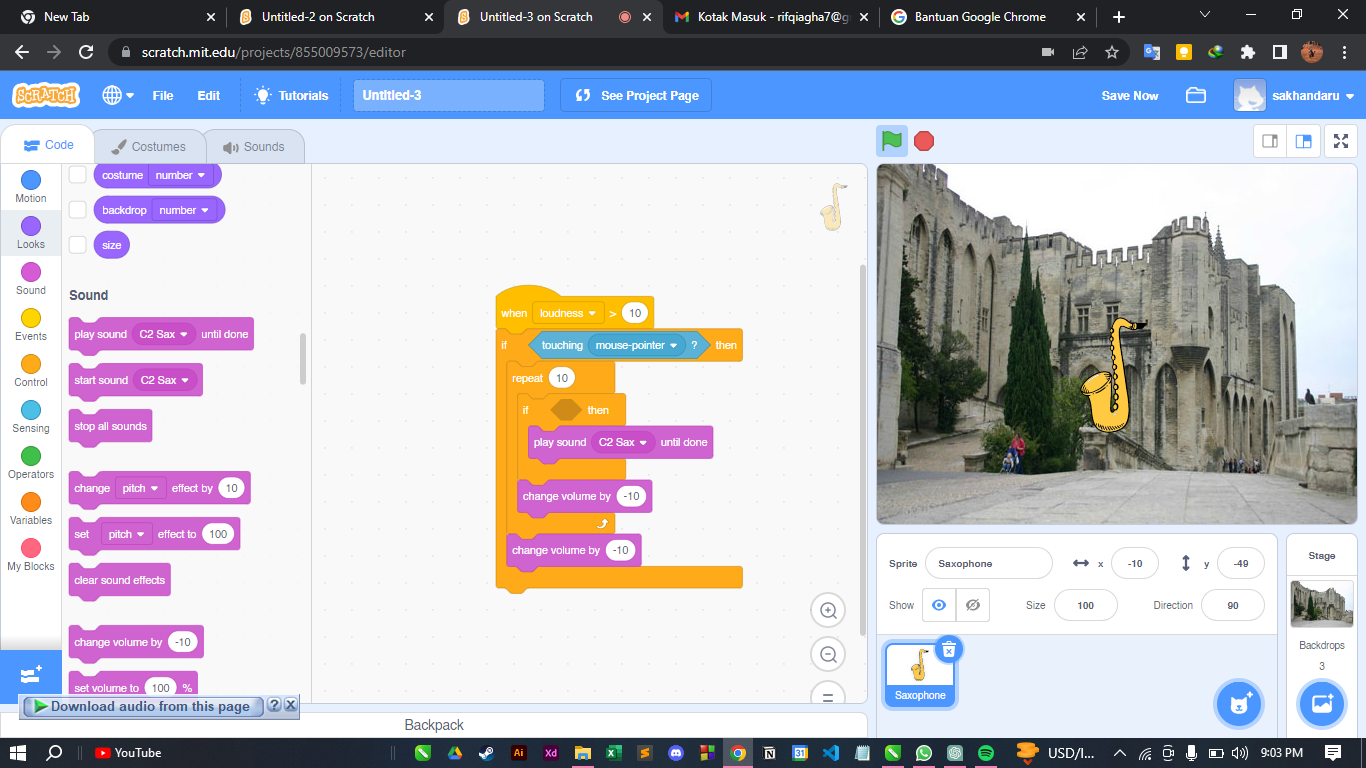 New Tab
Untitled-2 on Scratch
Untitled-3 on Scratch
Kotak Masuk - rifqiagha7@g
Bantuan Google Chrome
scratch.mit.edu/projects/855009573/editor
SCRATCH
File
Edit
Tutorials
Untitled-3
See Project Page
Save Now
sakhandaru
Code
Costumes
Sounds
Motion
Looks
Sound
Events
Control
Sensing
Operators
Variables
My Blocks
costume number
backdrop number
size
Sound
play sound C2 Sax until done
start sound C2 Sax
stop all sounds
change pitch effect by 10
set pitch effect to 100
clear sound effects
change volume by -10
set volume to 100 %
when loudness > 10
if touching mouse-pointer ? then
repeat 10
if then
play sound C2 Sax until done
change volume by -10
change volume by -10
Sprite Saxophone x -10 y -49
Show Size 100 Direction 90
Saxophone
Stage
Backdrops
3
Download audio from this page ? X
Backpack
YouTube
Ai
Xd
31
USD/I...
9:03 PM